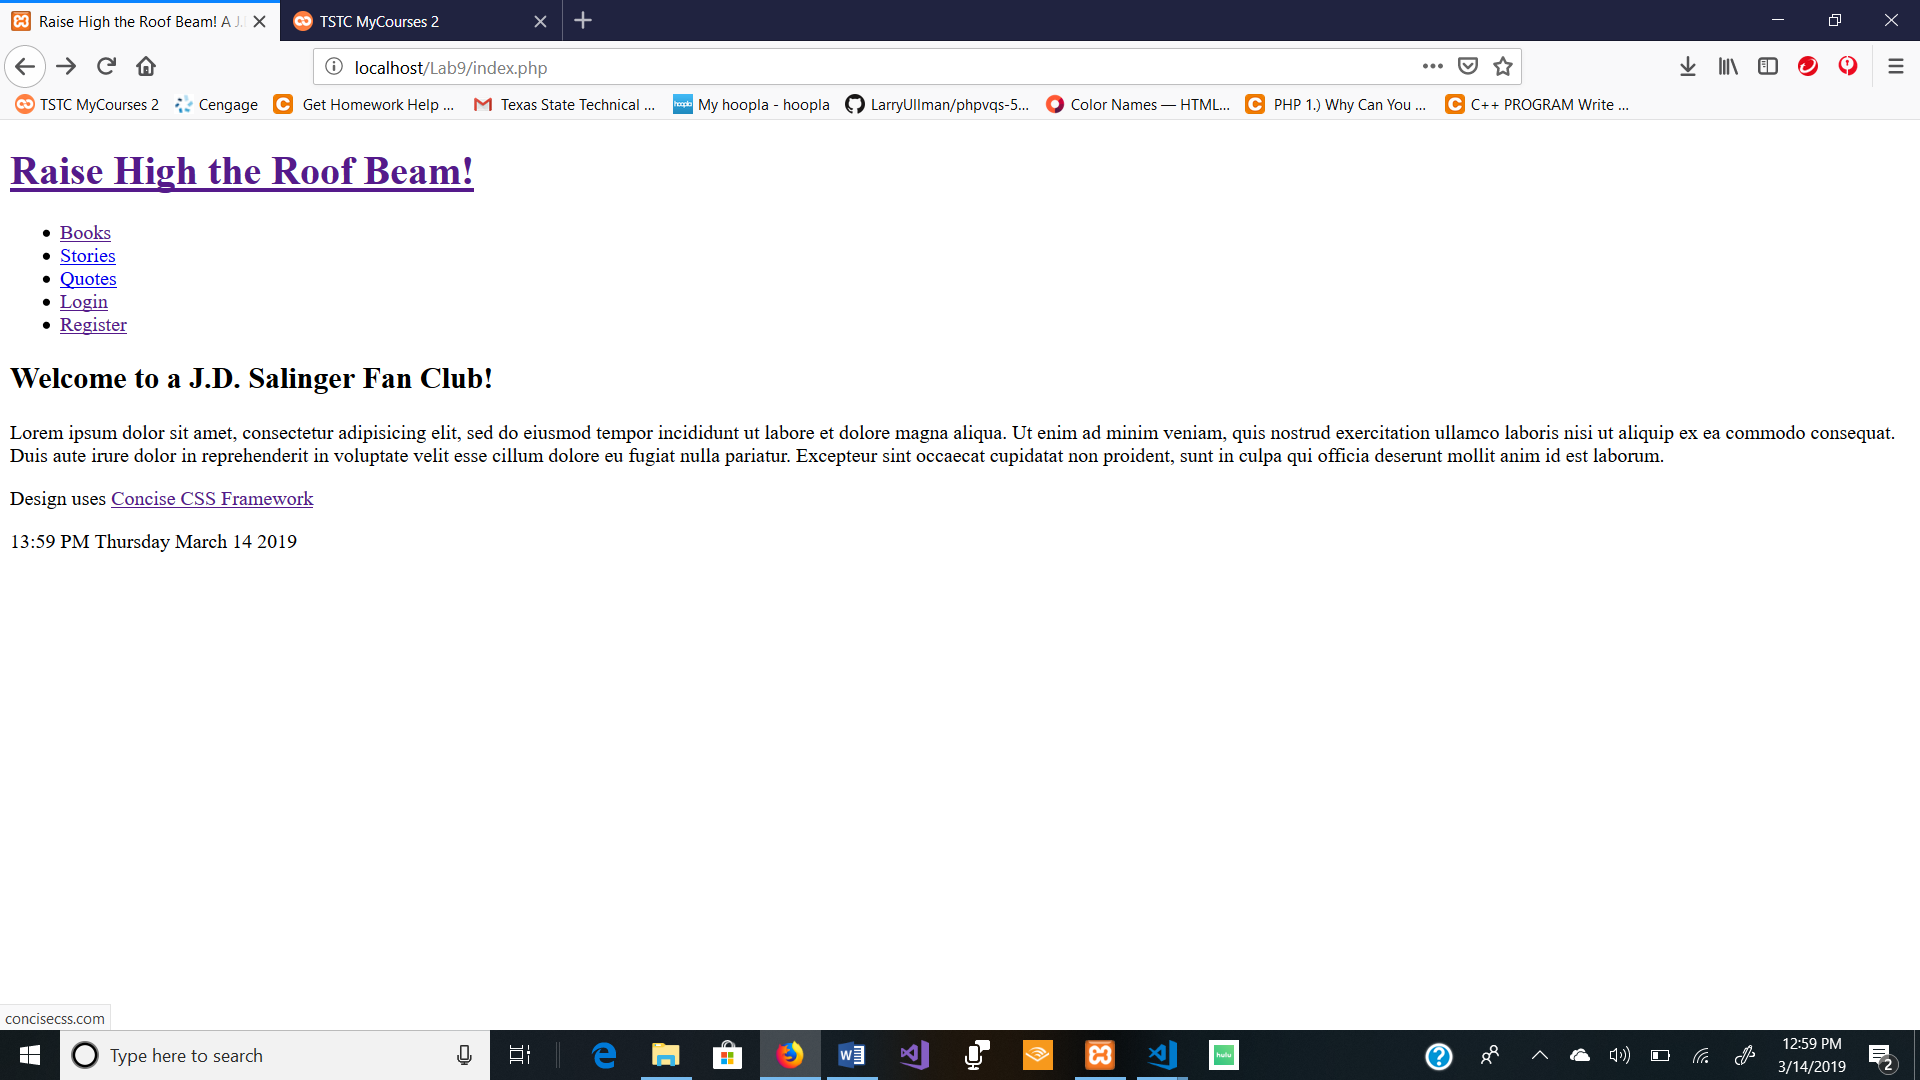 Raise High the Roof Beam! A J.
TSTC MyCourses 2
localhost/Lab9/index.php
TSTC MyCourses 2 Cengage Get Homework Help ... Texas State Technical ... My hoopla - hoopla LarryUllman/phpvqs-5... Color Names — HTML... PHP 1.) Why Can You ... C++ PROGRAM Write ...
Raise High the Roof Beam!
Books
Stories
Quotes
Login
Register
Welcome to a J.D. Salinger Fan Club!
Lorem ipsum dolor sit amet, consectetur adipisicing elit, sed do eiusmod tempor incididunt ut labore et dolore magna aliqua. Ut enim ad minim veniam, quis nostrud exercitation ullamco laboris nisi ut aliquip ex ea commodo consequat.
Duis aute irure dolor in reprehenderit in voluptate velit esse cillum dolore eu fugiat nulla pariatur. Excepteur sint occaecat cupidatat non proident, sunt in culpa qui officia deserunt mollit anim id est laborum.
Design uses Concise CSS Framework
13:59 PM Thursday March 14 2019
concisecss.com
Type here to search
hulu
12:59 PM
3/14/2019
2